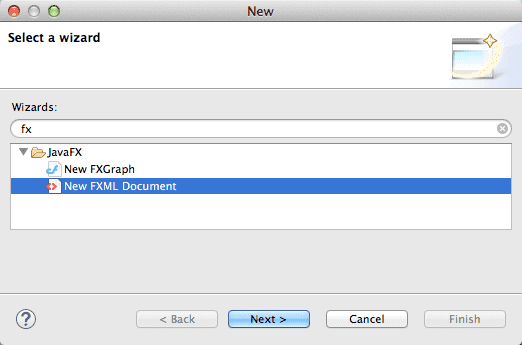 New
Select a wizard
Wizards:
fx
JavaFX
New FXGraph
New FXML Document
? < Back Next > Cancel Finish